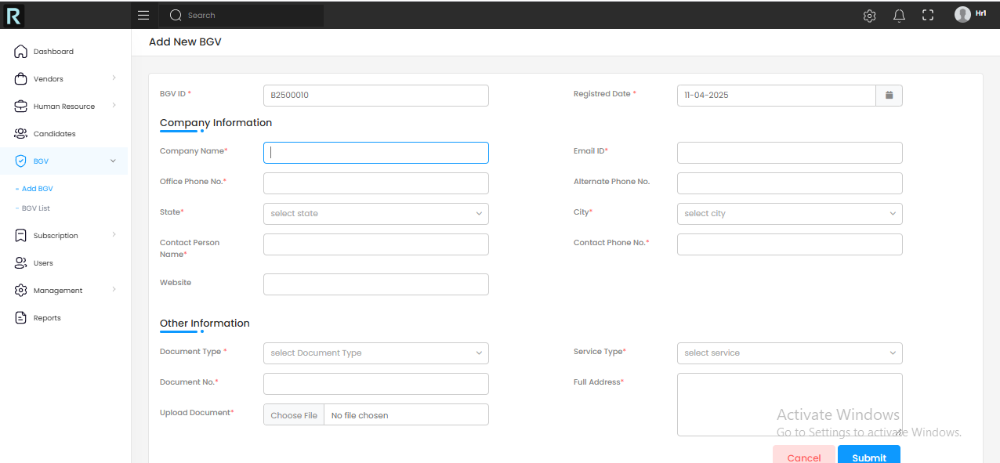 R
Search
Hr1
Add New BGV
Dashboard
Vendors
Human Resource
Candidates
BGV
- Add BGV
- BGV List
Subscription
Users
Management
Reports
BGV ID *
B2500010
Registred Date *
11-04-2025
Company Information
Company Name*
Email ID*
Office Phone No.*
Alternate Phone No.
State*
select state
City*
select city
Contact Person
Name*
Contact Phone No.*
Website
Other Information
Document Type *
select Document Type
Service Type*
select service
Document No.*
Full Address*
Upload Document*
Choose File
No file chosen
Activate Windows
Go to Settings to activate Windows.
Cancel
Submit